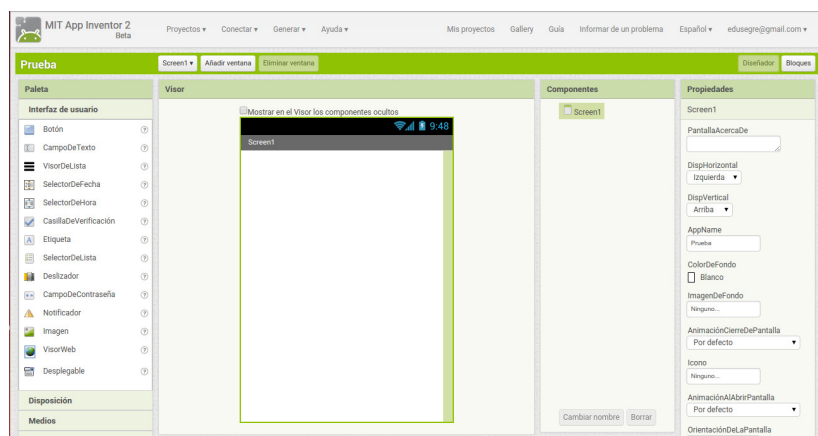 MIT App Inventor 2
Beta
Proyectos Conectar Generar Ayuda Mis proyectos Gallery Guía Informar de un problema Español edusegre@gmail.com
Prueba Screen1 Añadir ventana Eliminar ventana Diseñador Bloques
Paleta
Interfaz de usuario
Botón
CampoDeTexto
VisorDeLista
SelectorDeFecha
SelectorDeHora
CasillaDeVerificación
Etiqueta
SelectorDeLista
Deslizador
CampoDeContraseña
Notificador
Imagen
VisorWeb
Desplegable
Disposición
Medios
Visor
Mostrar en el Visor los componentes ocultos
9:48
Screen1
Componentes
Screen1
Cambiar nombre Borrar
Propiedades
Screen1
PantallaAcercaDe
DispHorizontal
Izquierda
DispVertical
Arriba
AppName
Prueba
ColorDeFondo
Blanco
ImagenDeFondo
Ninguno...
AnimaciónCierreDePantalla
Por defecto
Icono
Ninguno...
AnimaciónAlAbrirPantalla
Por defecto
OrientaciónDeLaPantalla